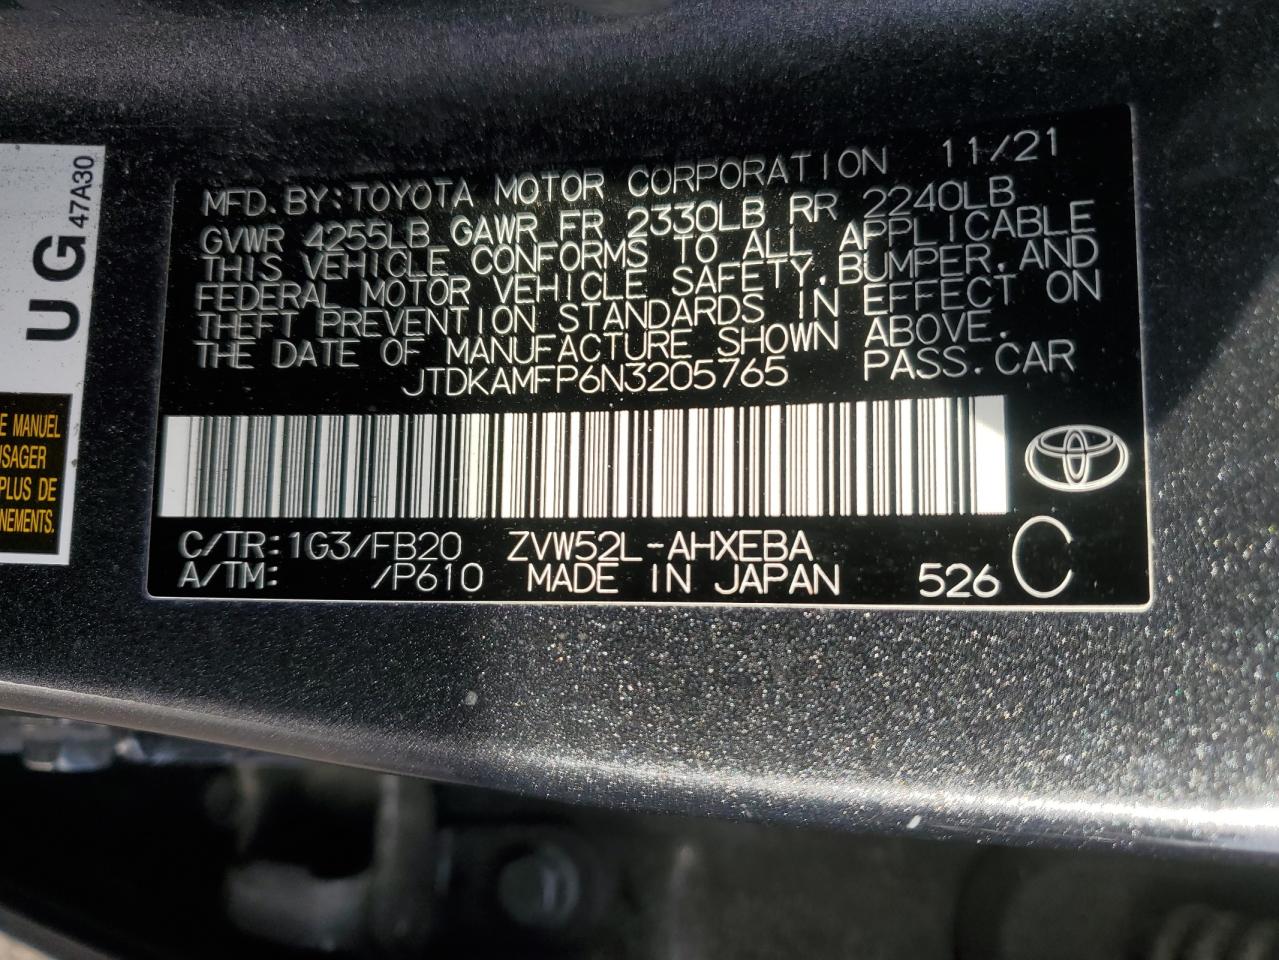 MFD. BY: TOYOTA MOTOR CORPORATION 11/21
GVWR 4255LB GAWR FR 2330LB RR 2240LB
THIS VEHICLE CONFORMS TO ALL APPLICABLE
FEDERAL MOTOR VEHICLE SAFETY, BUMPER, AND
THEFT PREVENTION STANDARDS IN EFFECT ON
THE DATE OF MANUFACTURE SHOWN ABOVE.
JTDKAMFP6N3205765 PASS. CAR
C/TR: 1G3/FB20 ZVW52L-AHXEBA
A/TM: /P610 MADE IN JAPAN 526 C
UG 47A30
E MANUEL
USAGER
PLUS DE
NEMENTS.